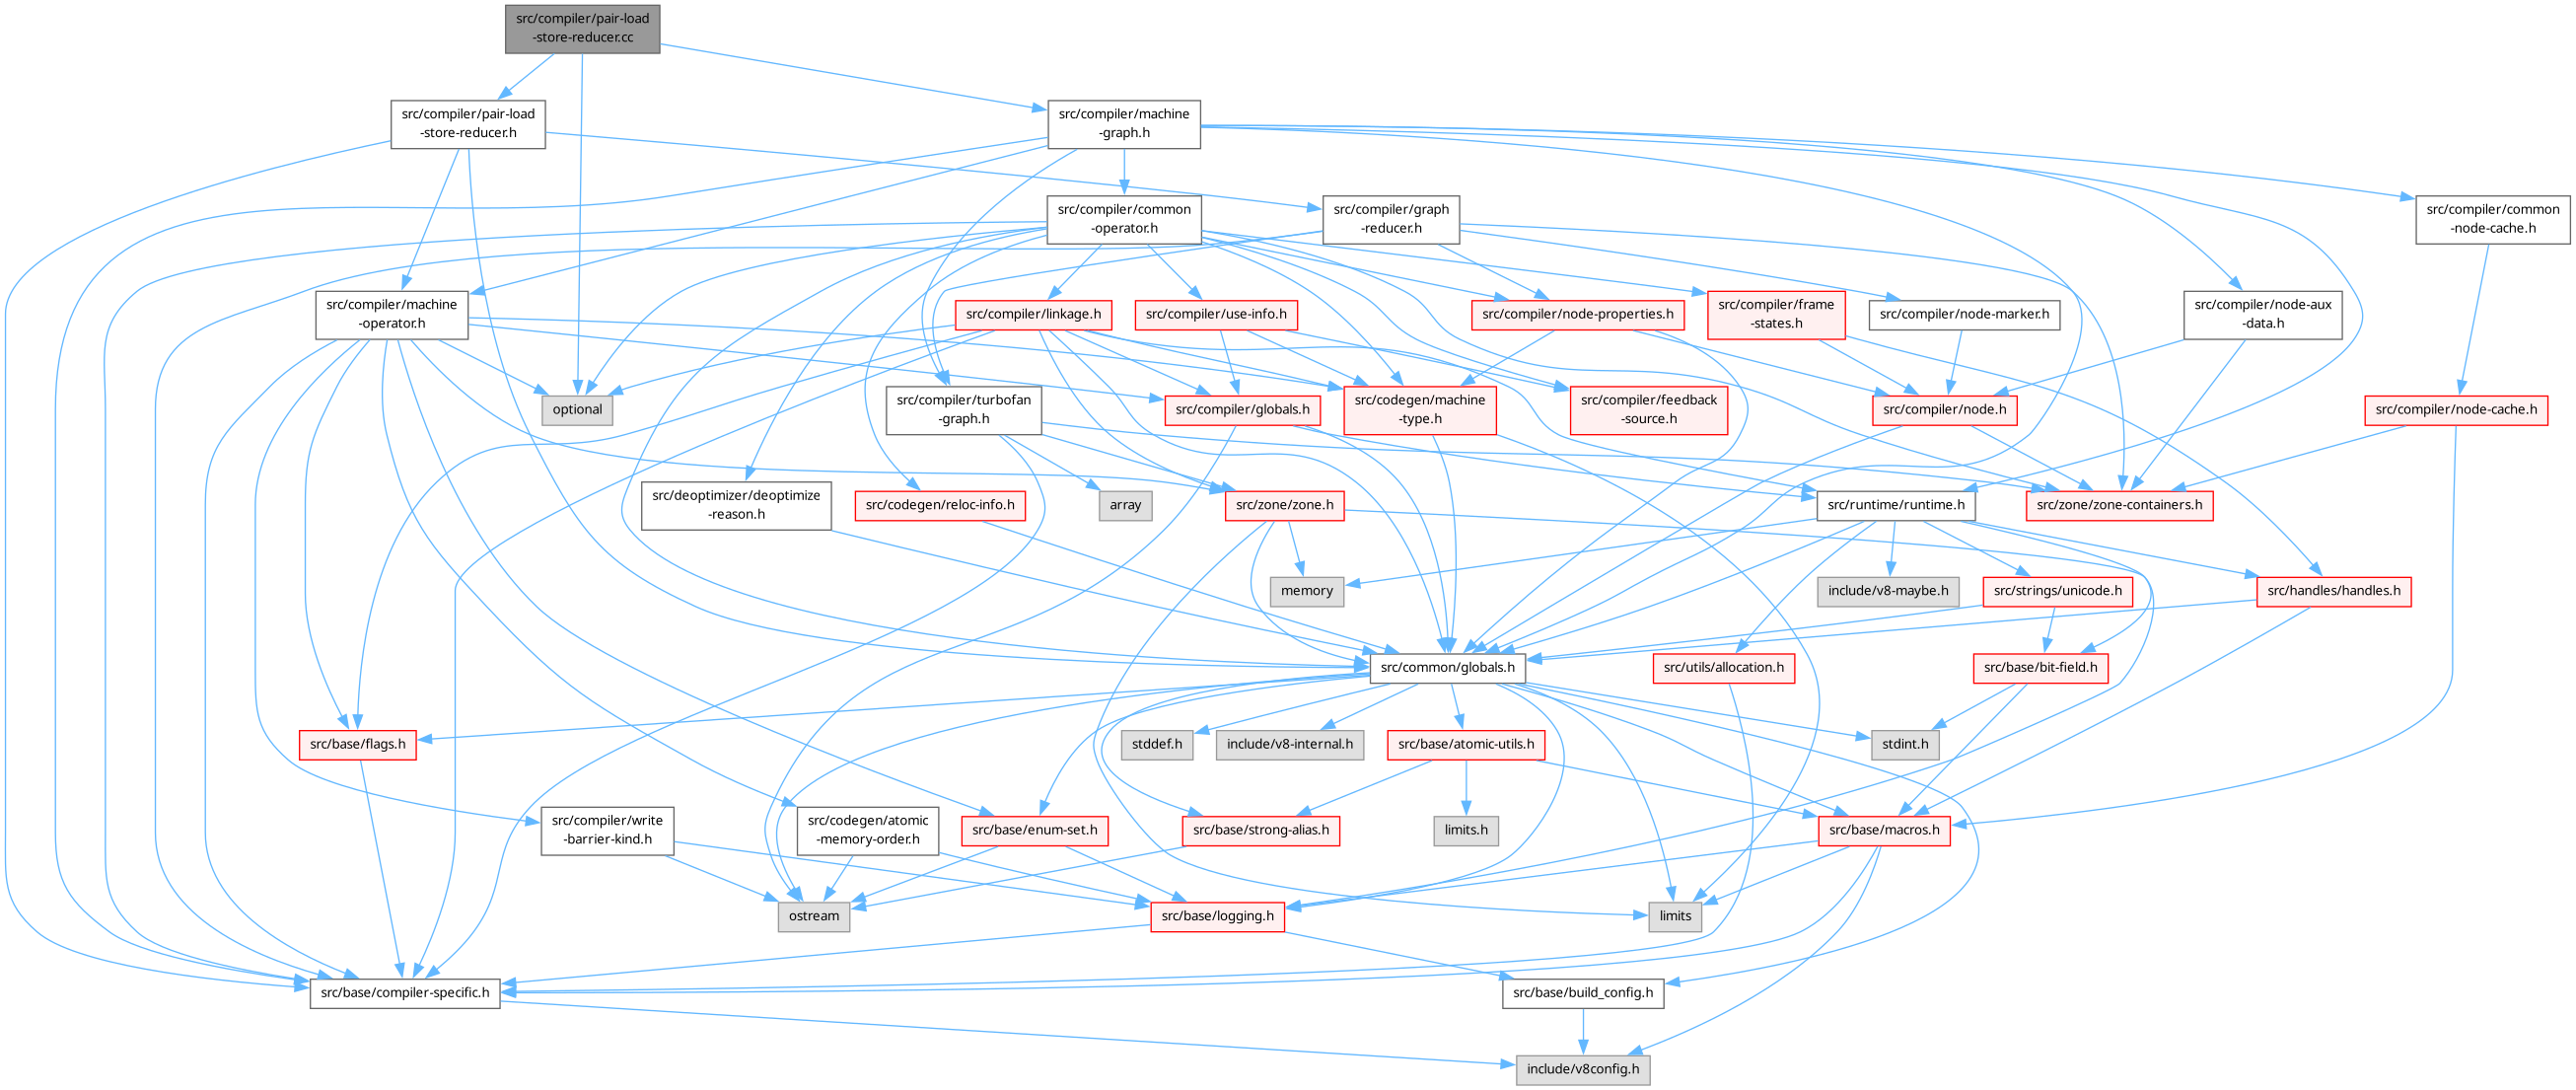 src/compiler/pair-load
-store-reducer.cc
src/compiler/pair-load
-store-reducer.h
src/compiler/machine
-graph.h
src/compiler/common
-operator.h
src/compiler/graph
-reducer.h
src/compiler/common
-node-cache.h
src/compiler/machine
-operator.h
src/compiler/linkage.h
src/compiler/use-info.h
src/compiler/node-properties.h
src/compiler/frame
-states.h
src/compiler/node-marker.h
src/compiler/node-aux
-data.h
optional
src/compiler/turbofan
-graph.h
src/compiler/globals.h
src/codegen/machine
-type.h
src/compiler/feedback
-source.h
src/compiler/node.h
src/compiler/node-cache.h
src/deoptimizer/deoptimize
-reason.h
src/codegen/reloc-info.h
array
src/zone/zone.h
src/runtime/runtime.h
src/zone/zone-containers.h
memory
include/v8-maybe.h
src/strings/unicode.h
src/handles/handles.h
src/common/globals.h
src/utils/allocation.h
src/base/bit-field.h
src/base/flags.h
stddef.h
include/v8-internal.h
src/base/atomic-utils.h
stdint.h
src/compiler/write
-barrier-kind.h
src/codegen/atomic
-memory-order.h
src/base/enum-set.h
src/base/strong-alias.h
limits.h
src/base/macros.h
ostream
src/base/logging.h
limits
src/base/compiler-specific.h
src/base/build_config.h
include/v8config.h